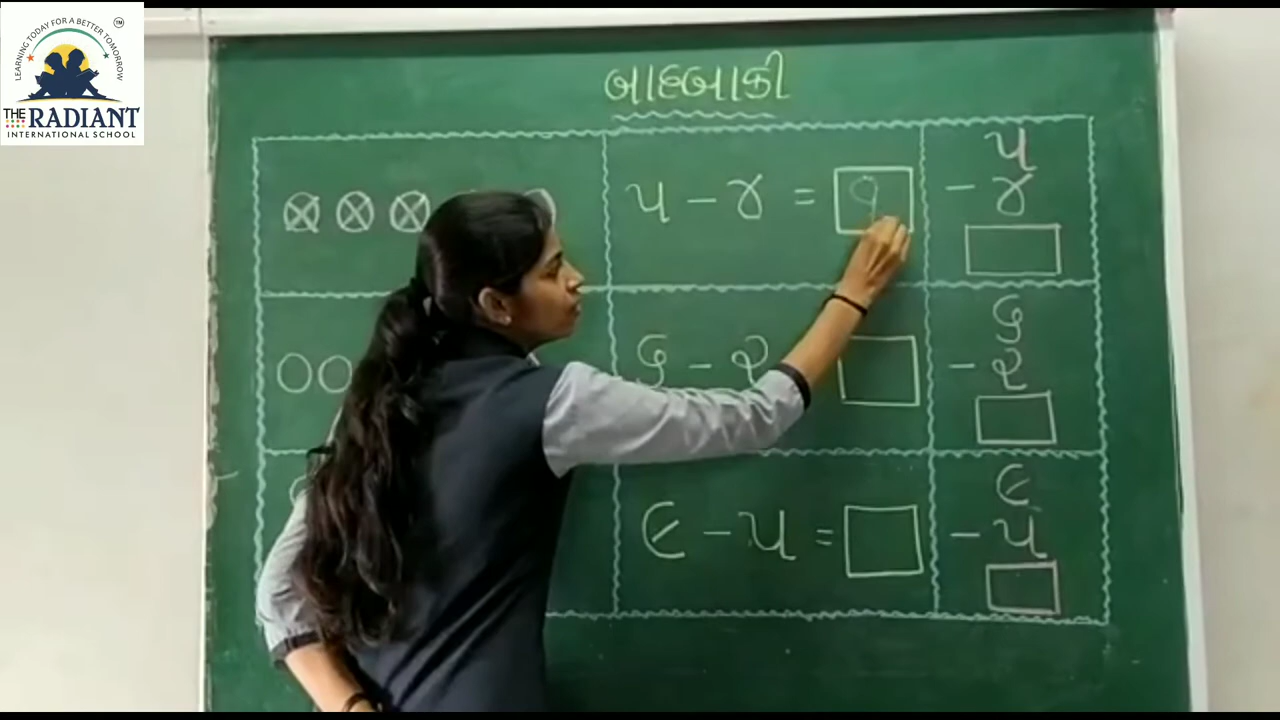 LEARNING TODAY FOR A BETTER TOMORROW
TM
THE RADIANT
INTERNATIONAL SCHOOL
બાદબાકી
૫ - ૪ = ૧
૫
- ૪
૬ - ૨
૬
- ૨
૯ - ૫ =
૯
- ૫